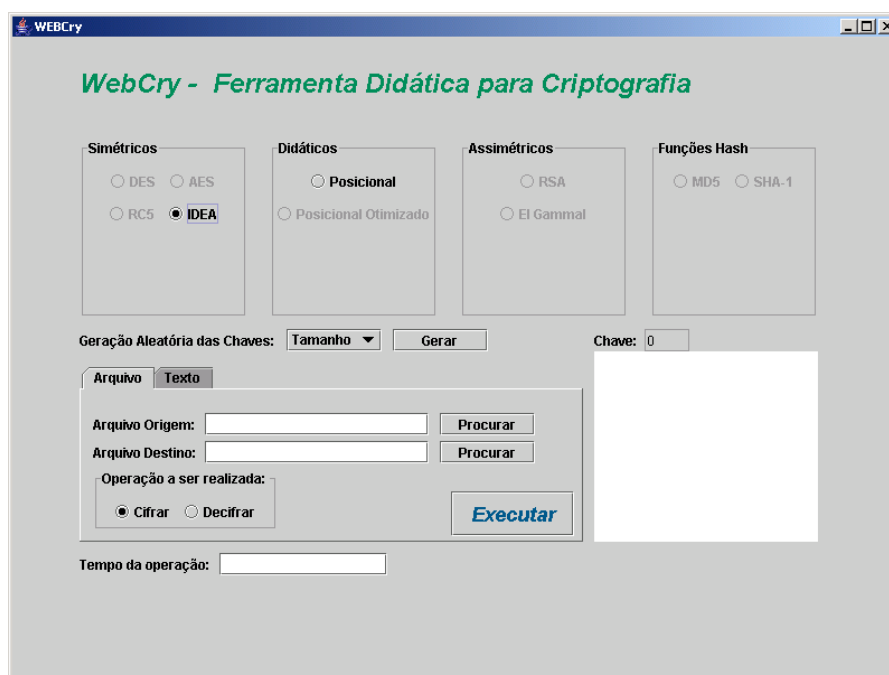 WEBCry
WebCry - Ferramenta Didática para Criptografia
Simétricos Didáticos Assimétricos Funções Hash
DES AES Posicional RSA MD5 SHA-1
RC5 IDEA Posicional Otimizado El Gammal
Geração Aleatória das Chaves: Tamanho Gerar Chave: 0
Arquivo Texto
Arquivo Origem: Procurar
Arquivo Destino: Procurar
Operação a ser realizada:
Cifrar Decifrar Executar
Tempo da operação: